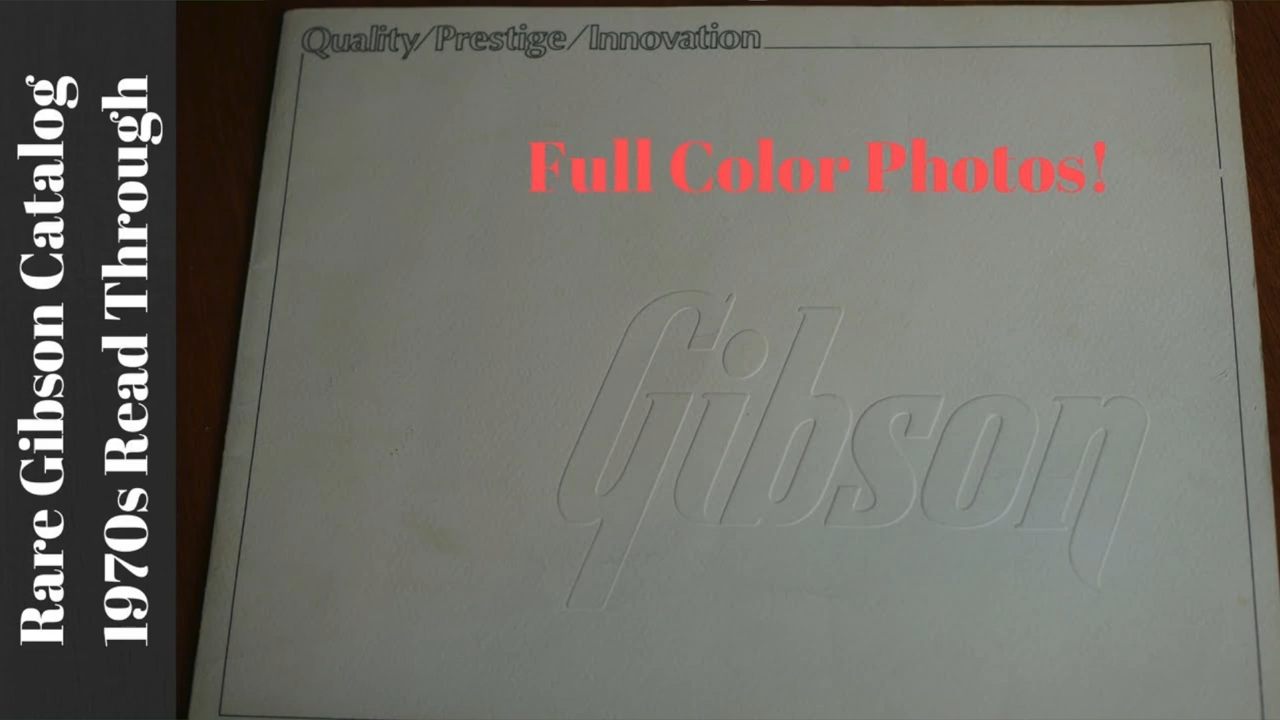 Rare Gibson Catalog
1970s Read Through
Quality/Prestige/Innovation
Full Color Photos!
Gibson